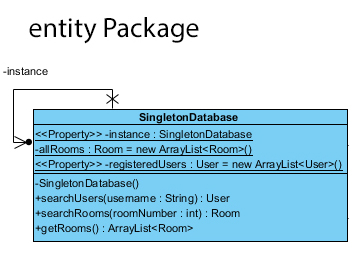 entity Package
-instance
SingletonDatabase
<<Property>> -instance : SingletonDatabase
-allRooms : Room = new ArrayList<Room>()
<<Property>> -registeredUsers : User = new ArrayList<User>()
-SingletonDatabase()
+searchUsers(username : String) : User
+searchRooms(roomNumber : int) : Room
+getRooms() : ArrayList<Room>